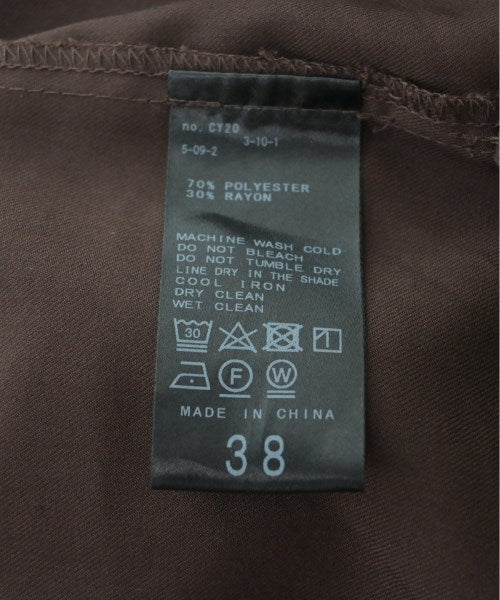 no. CY20
3-10-1
5-09-2
70% POLYESTER
30% RAYON
MACHINE WASH COLD
DO NOT BLEACH
DO NOT TUMBLE DRY
LINE DRY IN THE SHADE
COOL IRON
DRY CLEAN
WET CLEAN
30
F W
MADE IN CHINA
38